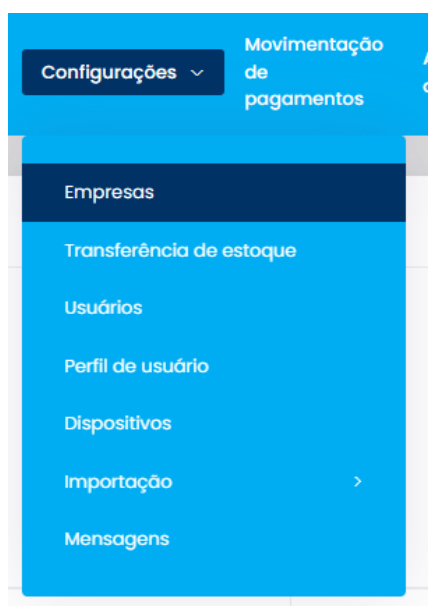 Configurações
Movimentação
de
pagamentos
Empresas
Transferência de estoque
Usuários
Perfil de usuário
Dispositivos
Importação
Mensagens